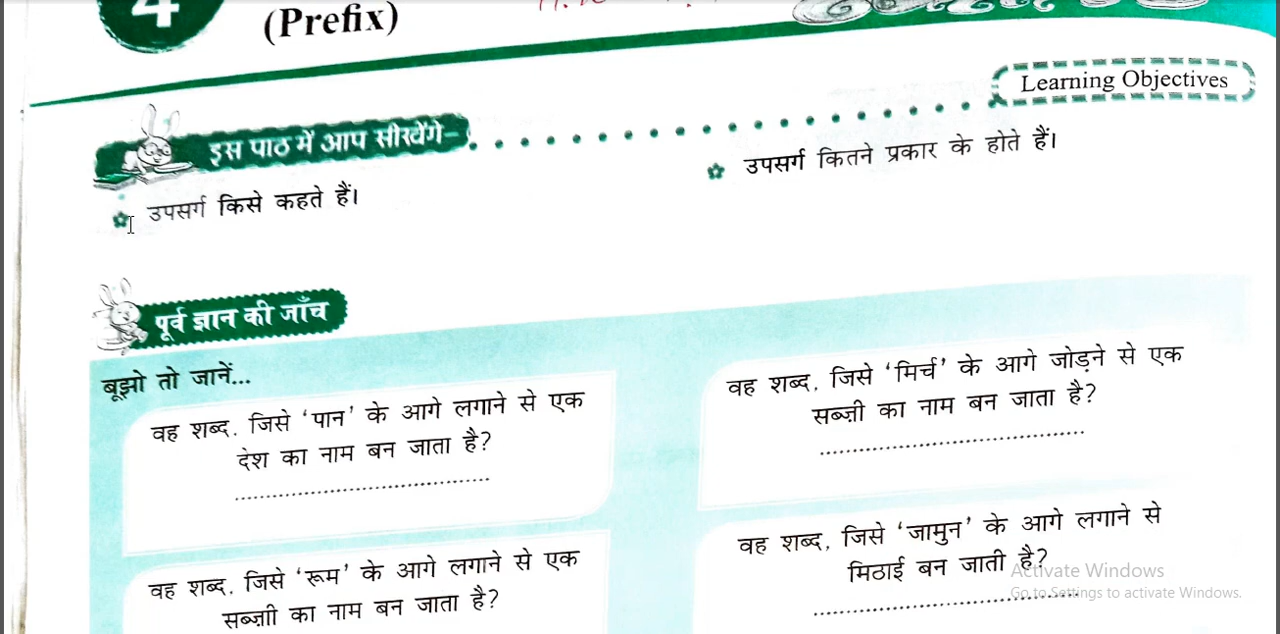 4
(Prefix)
Learning Objectives
इस पाठ में आप सीखेंगे-
उपसर्ग किसे कहते हैं।
उपसर्ग कितने प्रकार के होते हैं।
पूर्व ज्ञान की जाँच
बूझो तो जानें...
वह शब्द, जिसे ‘पान’ के आगे लगाने से एक
देश का नाम बन जाता है?
वह शब्द, जिसे ‘मिर्च’ के आगे जोड़ने से एक
सब्ज़ी का नाम बन जाता है?
वह शब्द, जिसे ‘रूम’ के आगे लगाने से एक
सब्ज़ी का नाम बन जाता है?
वह शब्द, जिसे ‘जामुन’ के आगे लगाने से
मिठाई बन जाती है?
Activate Windows
Go to Settings to activate Windows.